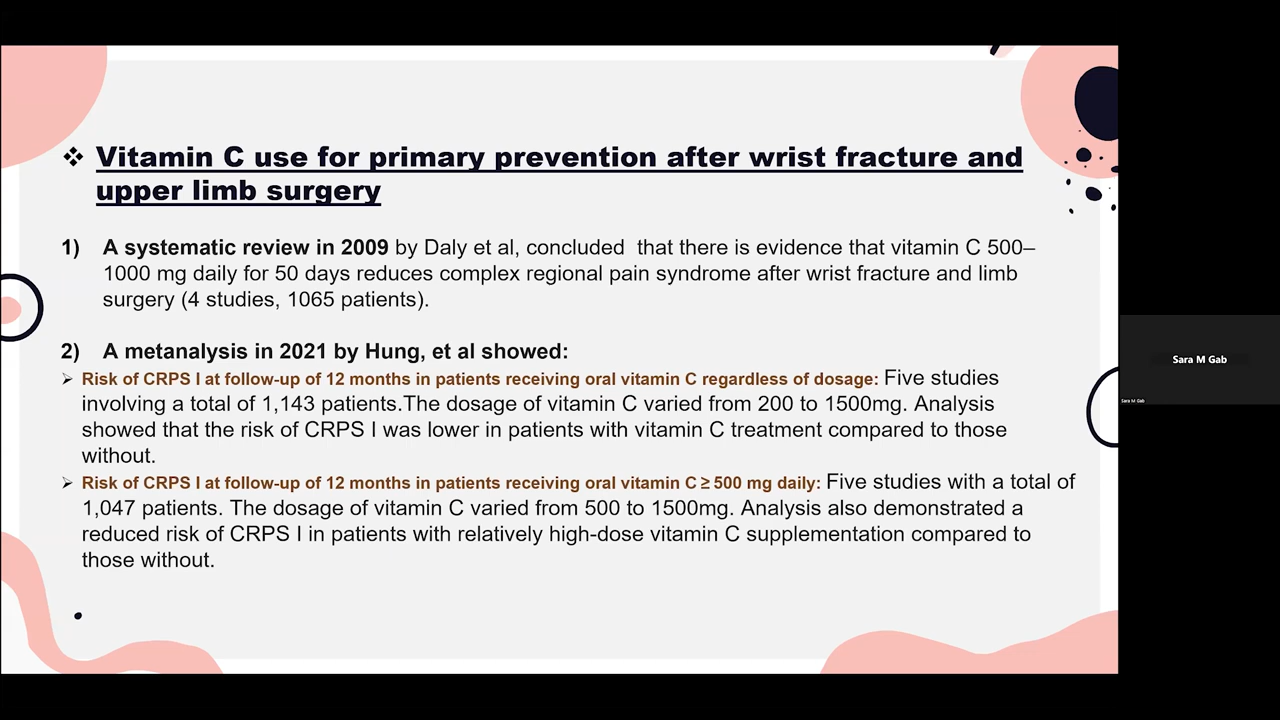 ❖ Vitamin C use for primary prevention after wrist fracture and
upper limb surgery
1) A systematic review in 2009 by Daly et al, concluded that there is evidence that vitamin C 500–
1000 mg daily for 50 days reduces complex regional pain syndrome after wrist fracture and limb
surgery (4 studies, 1065 patients).
2) A metanalysis in 2021 by Hung, et al showed:
➢ Risk of CRPS I at follow-up of 12 months in patients receiving oral vitamin C regardless of dosage: Five studies
involving a total of 1,143 patients.The dosage of vitamin C varied from 200 to 1500mg. Analysis
showed that the risk of CRPS I was lower in patients with vitamin C treatment compared to those
without.
➢ Risk of CRPS I at follow-up of 12 months in patients receiving oral vitamin C ≥ 500 mg daily: Five studies with a total of
1,047 patients. The dosage of vitamin C varied from 500 to 1500mg. Analysis also demonstrated a
reduced risk of CRPS I in patients with relatively high-dose vitamin C supplementation compared to
those without.
Sara M Gab
Sara M Gab